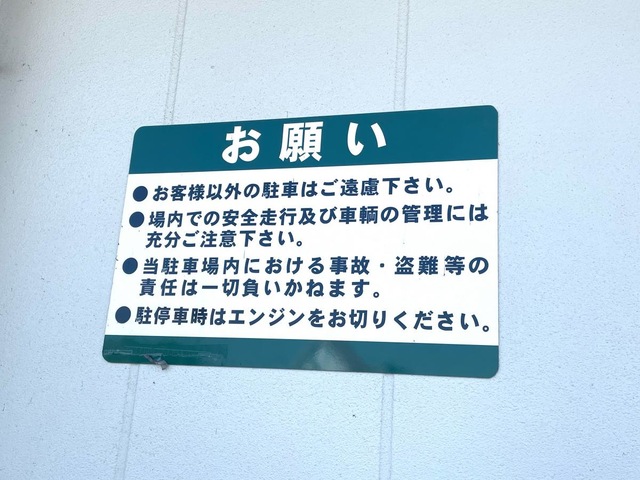 お願い
●お客様以外の駐車はご遠慮下さい。
●場内での安全走行及び車輌の管理には
充分ご注意下さい。
●当駐車場内における事故・盗難等の
責任は一切負いかねます。
●駐停車時はエンジンをお切りください。